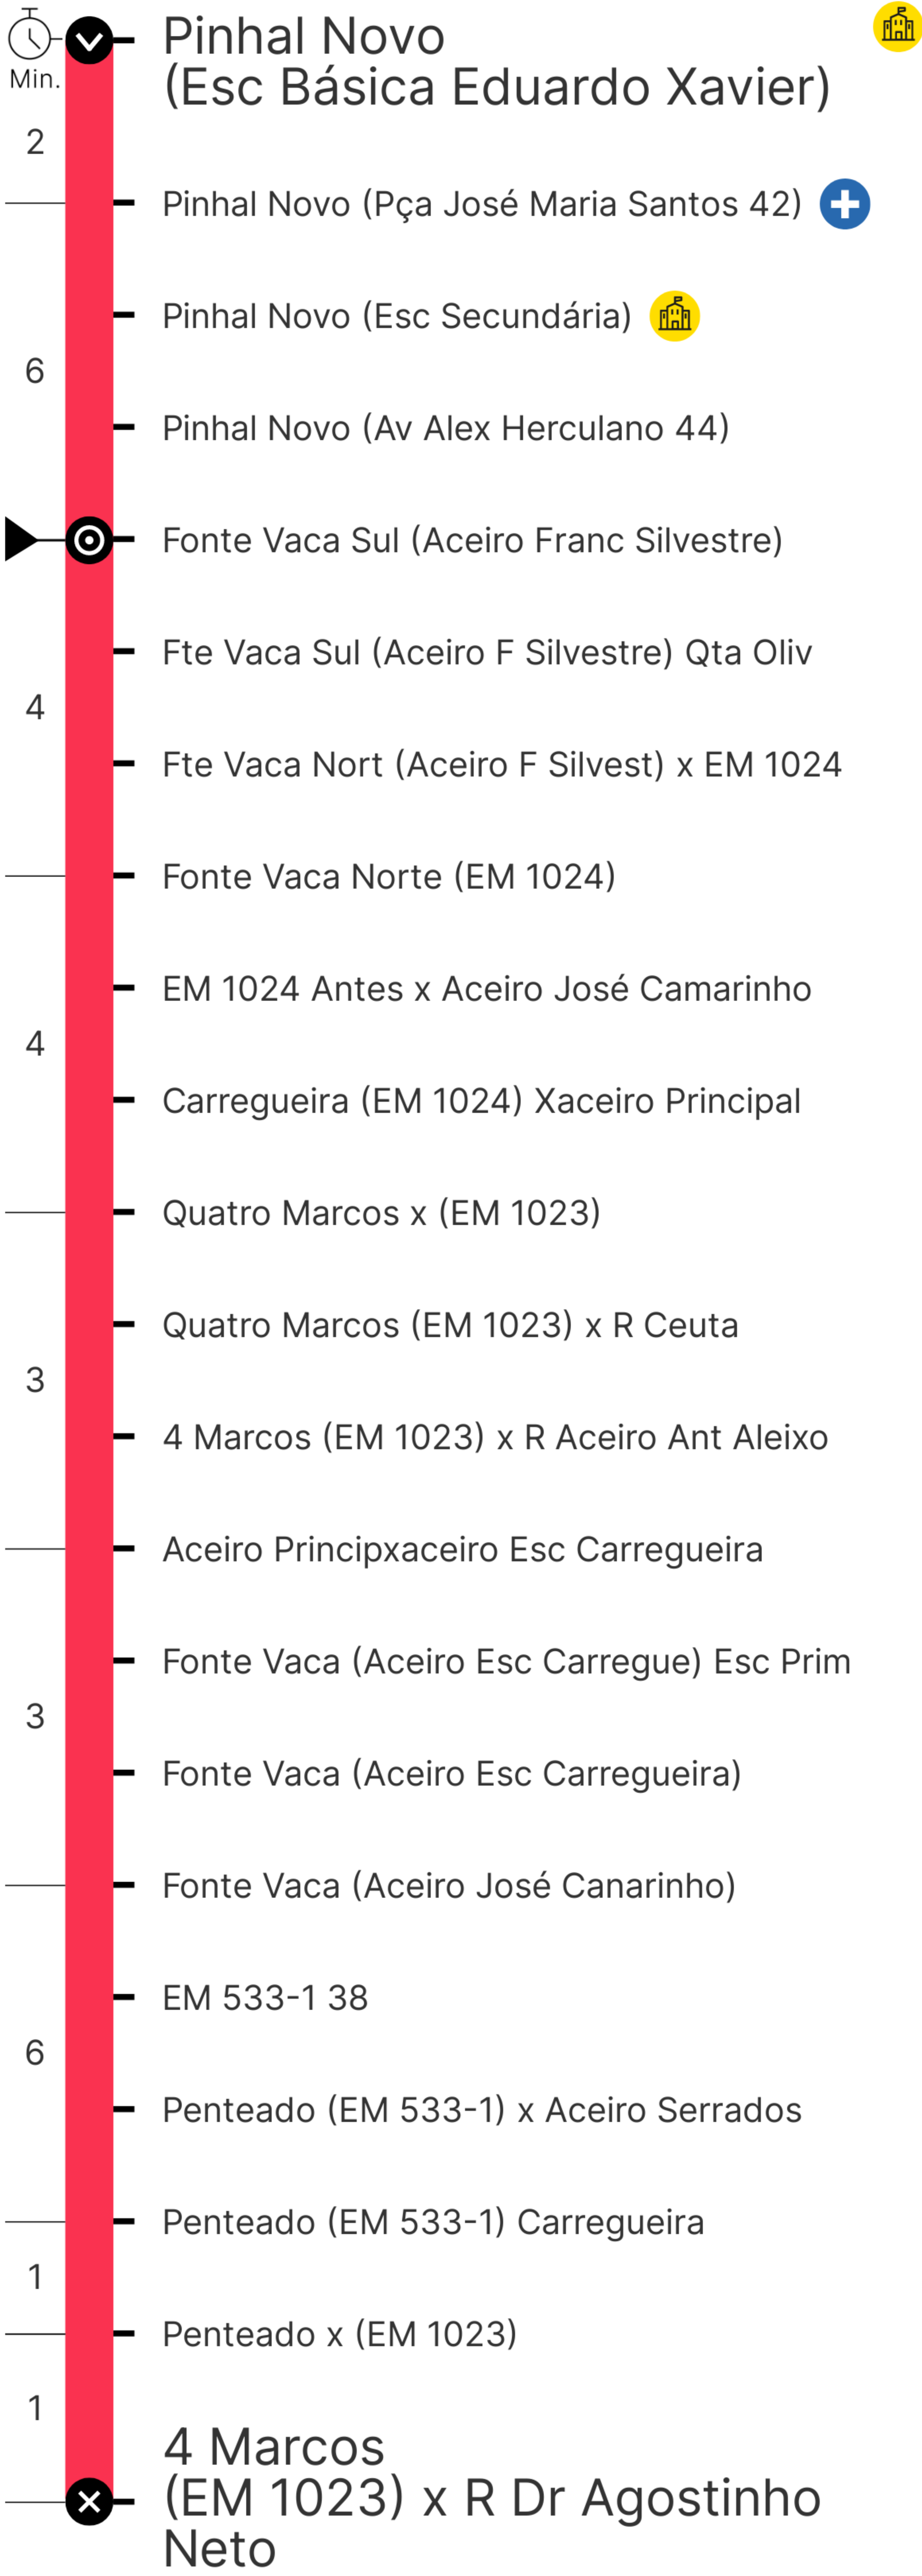 Pinhal Novo
(Esc Básica Eduardo Xavier)
Min.
2
Pinhal Novo (Pça José Maria Santos 42)
Pinhal Novo (Esc Secundária)
6
Pinhal Novo (Av Alex Herculano 44)
Fonte Vaca Sul (Aceiro Franc Silvestre)
Fte Vaca Sul (Aceiro F Silvestre) Qta Oliv
4
Fte Vaca Nort (Aceiro F Silvest) x EM 1024
Fonte Vaca Norte (EM 1024)
EM 1024 Antes x Aceiro José Camarinho
4
Carregueira (EM 1024) Xaceiro Principal
Quatro Marcos x (EM 1023)
Quatro Marcos (EM 1023) x R Ceuta
3
4 Marcos (EM 1023) x R Aceiro Ant Aleixo
Aceiro Principxaceiro Esc Carregueira
Fonte Vaca (Aceiro Esc Carregue) Esc Prim
3
Fonte Vaca (Aceiro Esc Carregueira)
Fonte Vaca (Aceiro José Canarinho)
EM 533-1 38
6
Penteado (EM 533-1) x Aceiro Serrados
Penteado (EM 533-1) Carregueira
1
Penteado x (EM 1023)
1
4 Marcos
(EM 1023) x R Dr Agostinho
Neto